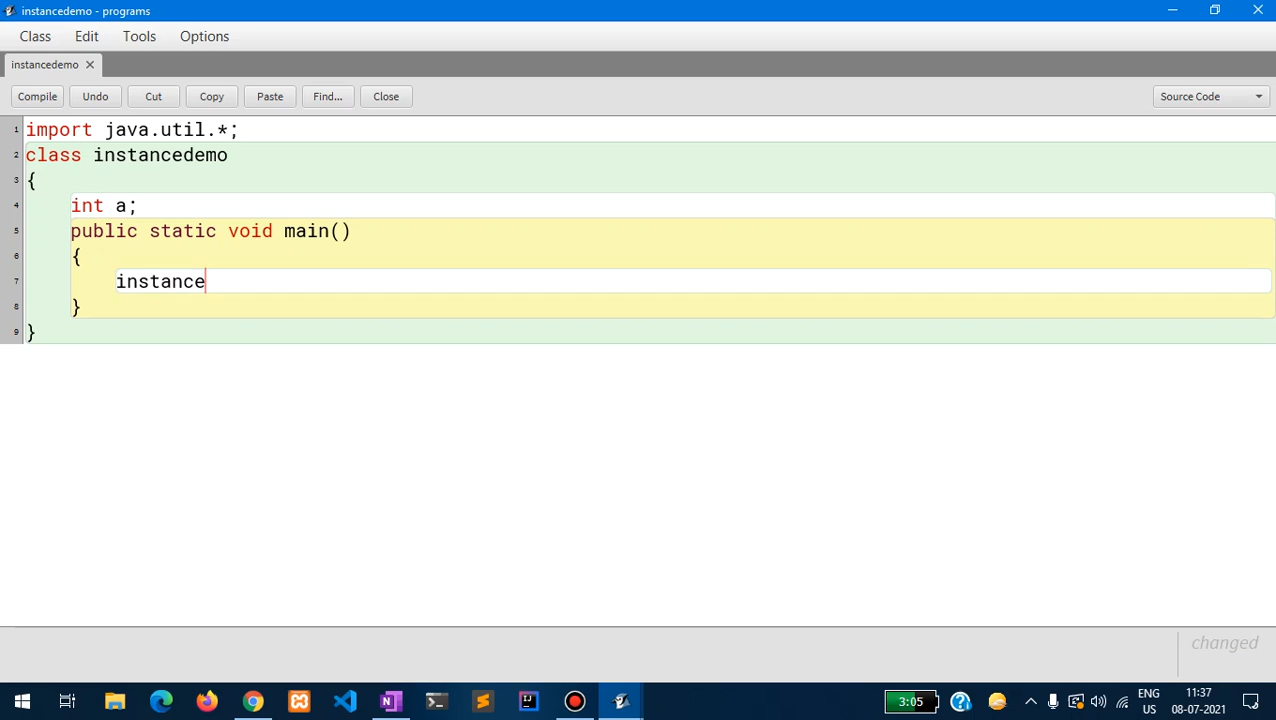 instancedemo - programs
Class Edit Tools Options
instancedemo
Compile Undo Cut Copy Paste Find... Close Source Code
1 import java.util.*;
2 class instancedemo
3 {
4 int a;
5 public static void main()
6 {
7 instance
8 }
9 }
changed
3:05 ENG 11:37
US 08-07-2021